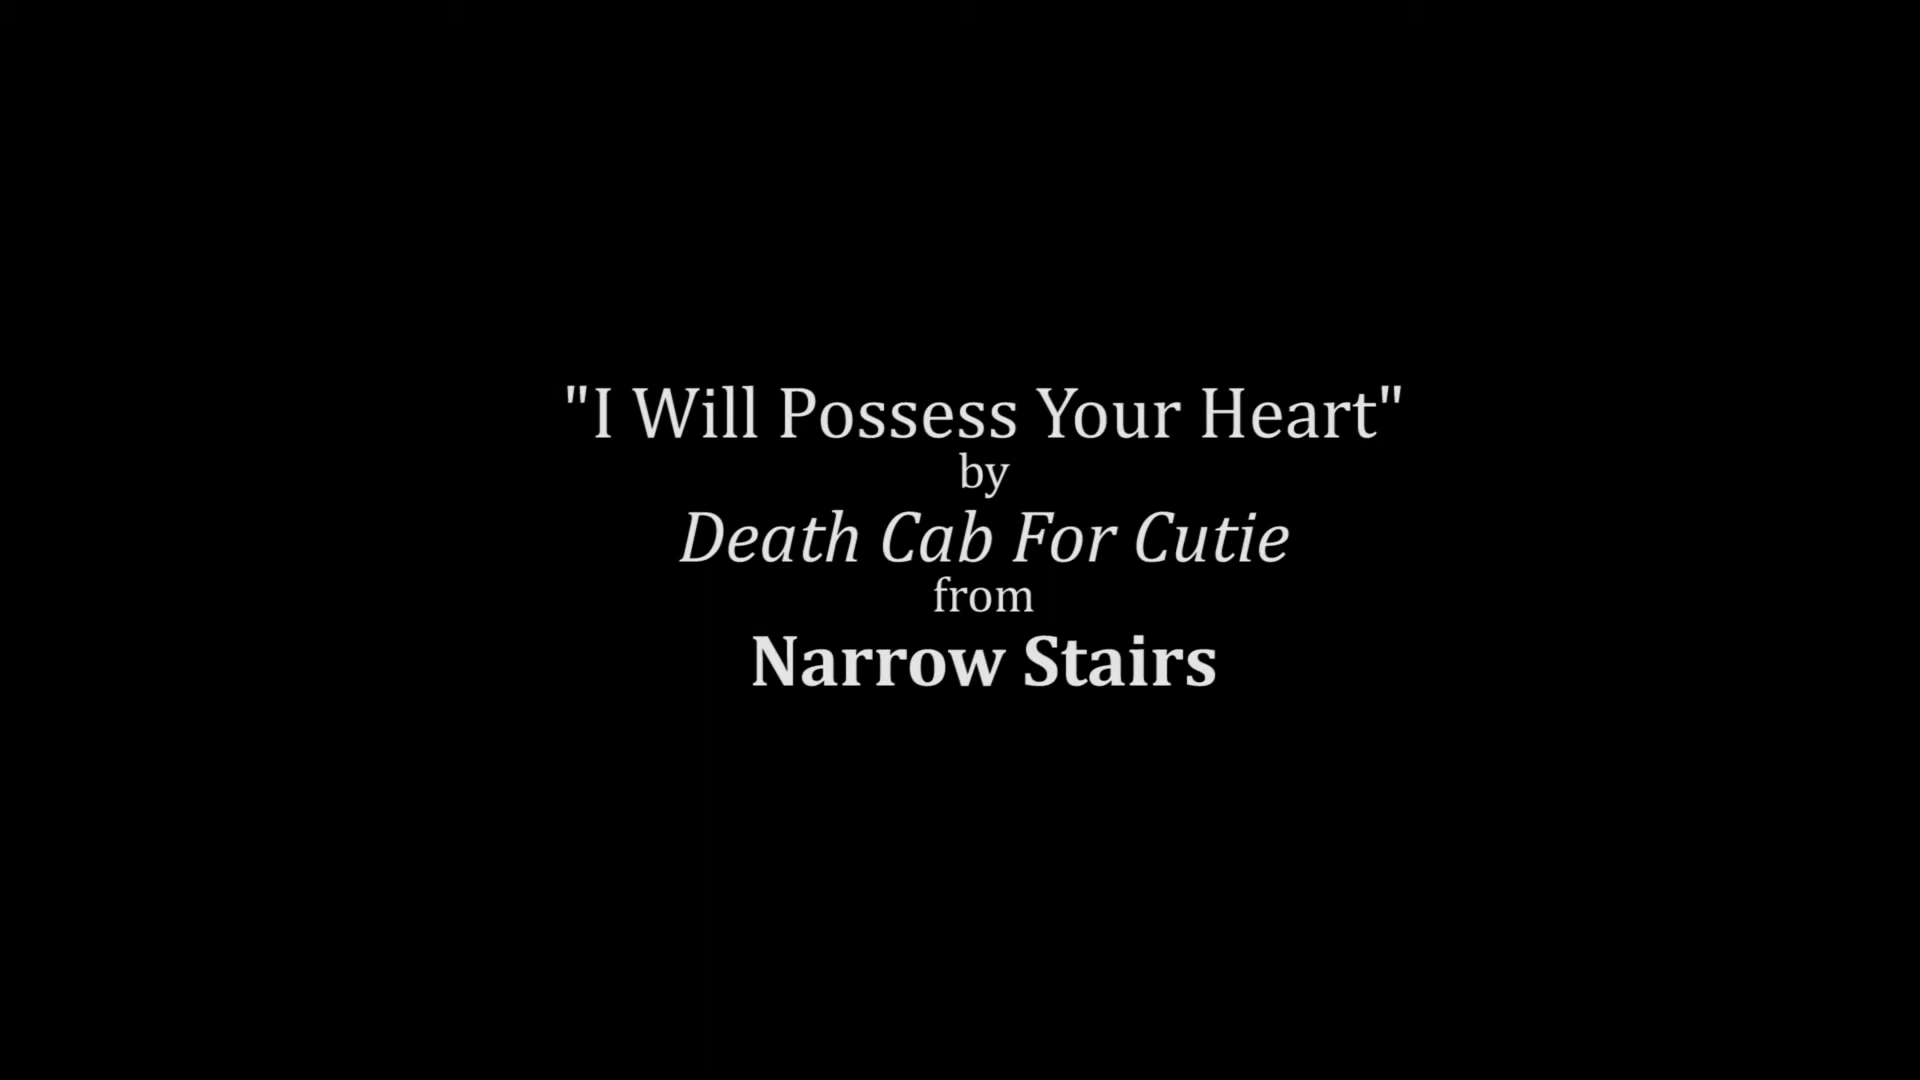 "I Will Possess Your Heart"
by
Death Cab For Cutie
from
Narrow Stairs